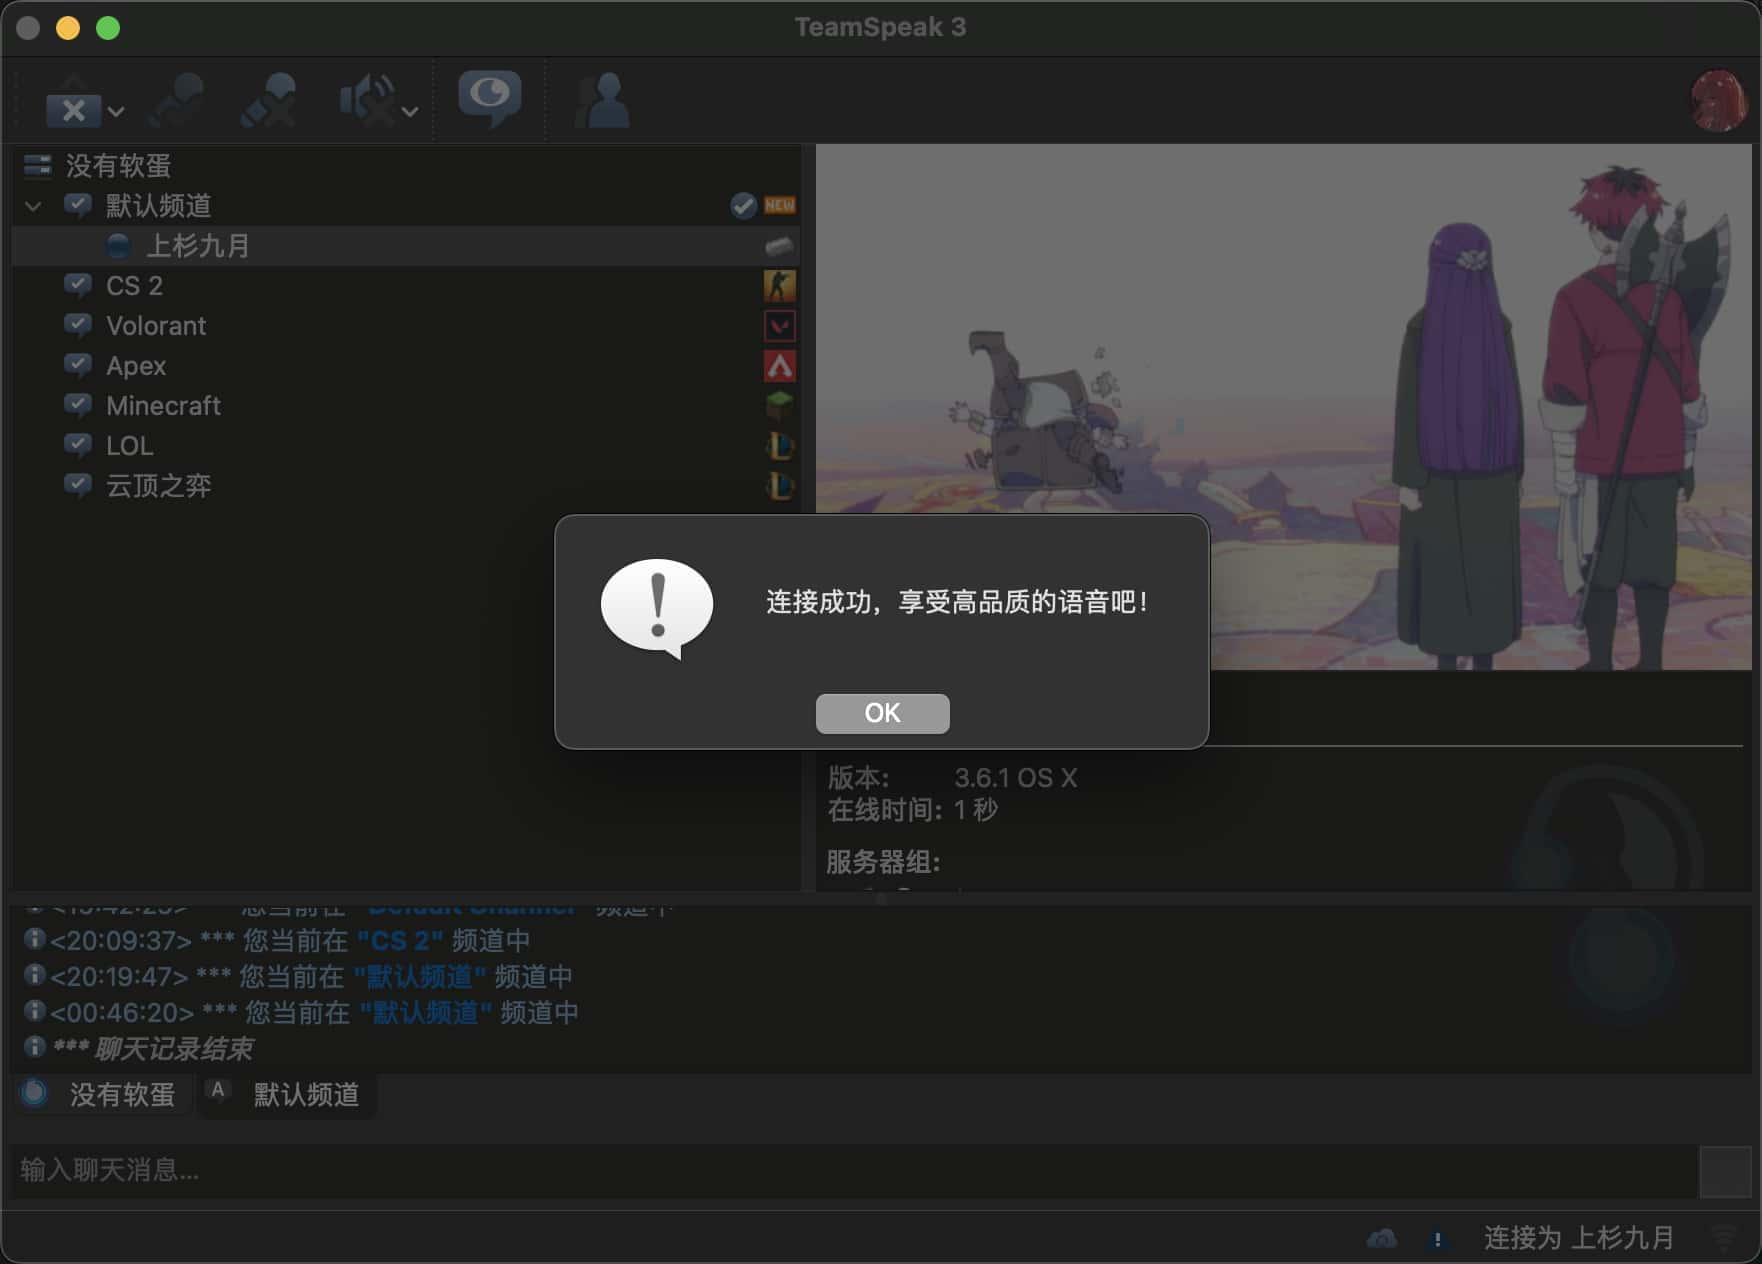 TeamSpeak 3
没有软蛋
默认频道
NEW
上杉九月
CS 2
Volorant
Apex
Minecraft
LOL
云顶之弈
连接成功，享受高品质的语音吧！
OK
版本: 3.6.1 OS X
在线时间: 1 秒
服务器组:
<20:09:37> *** 您当前在 "CS 2" 频道中
<20:19:47> *** 您当前在 "默认频道" 频道中
<00:46:20> *** 您当前在 "默认频道" 频道中
*** 聊天记录结束
没有软蛋
A 默认频道
输入聊天消息...
连接为 上杉九月